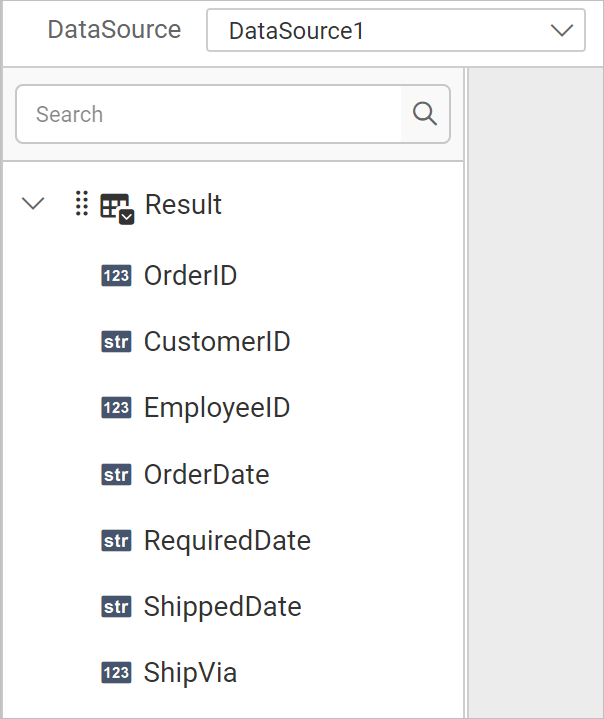 DataSource DataSource1
Search
Result
123 OrderID
str CustomerID
123 EmployeeID
str OrderDate
str RequiredDate
str ShippedDate
123 ShipVia